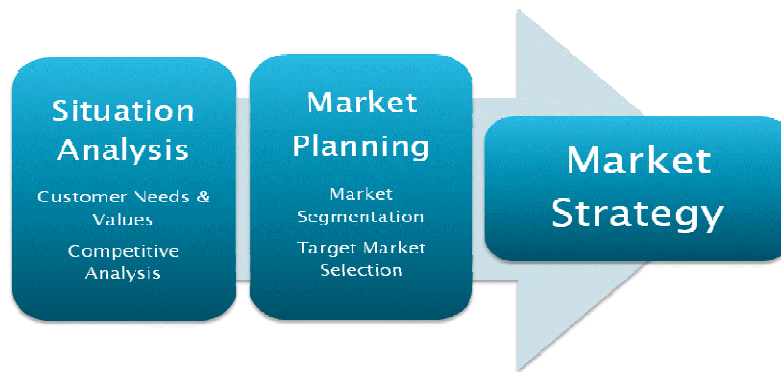 Situation
Analysis
Customer Needs &
Values
Competitive
Analysis
Market
Planning
Market
Segmentation
Target Market
Selection
Market
Strategy